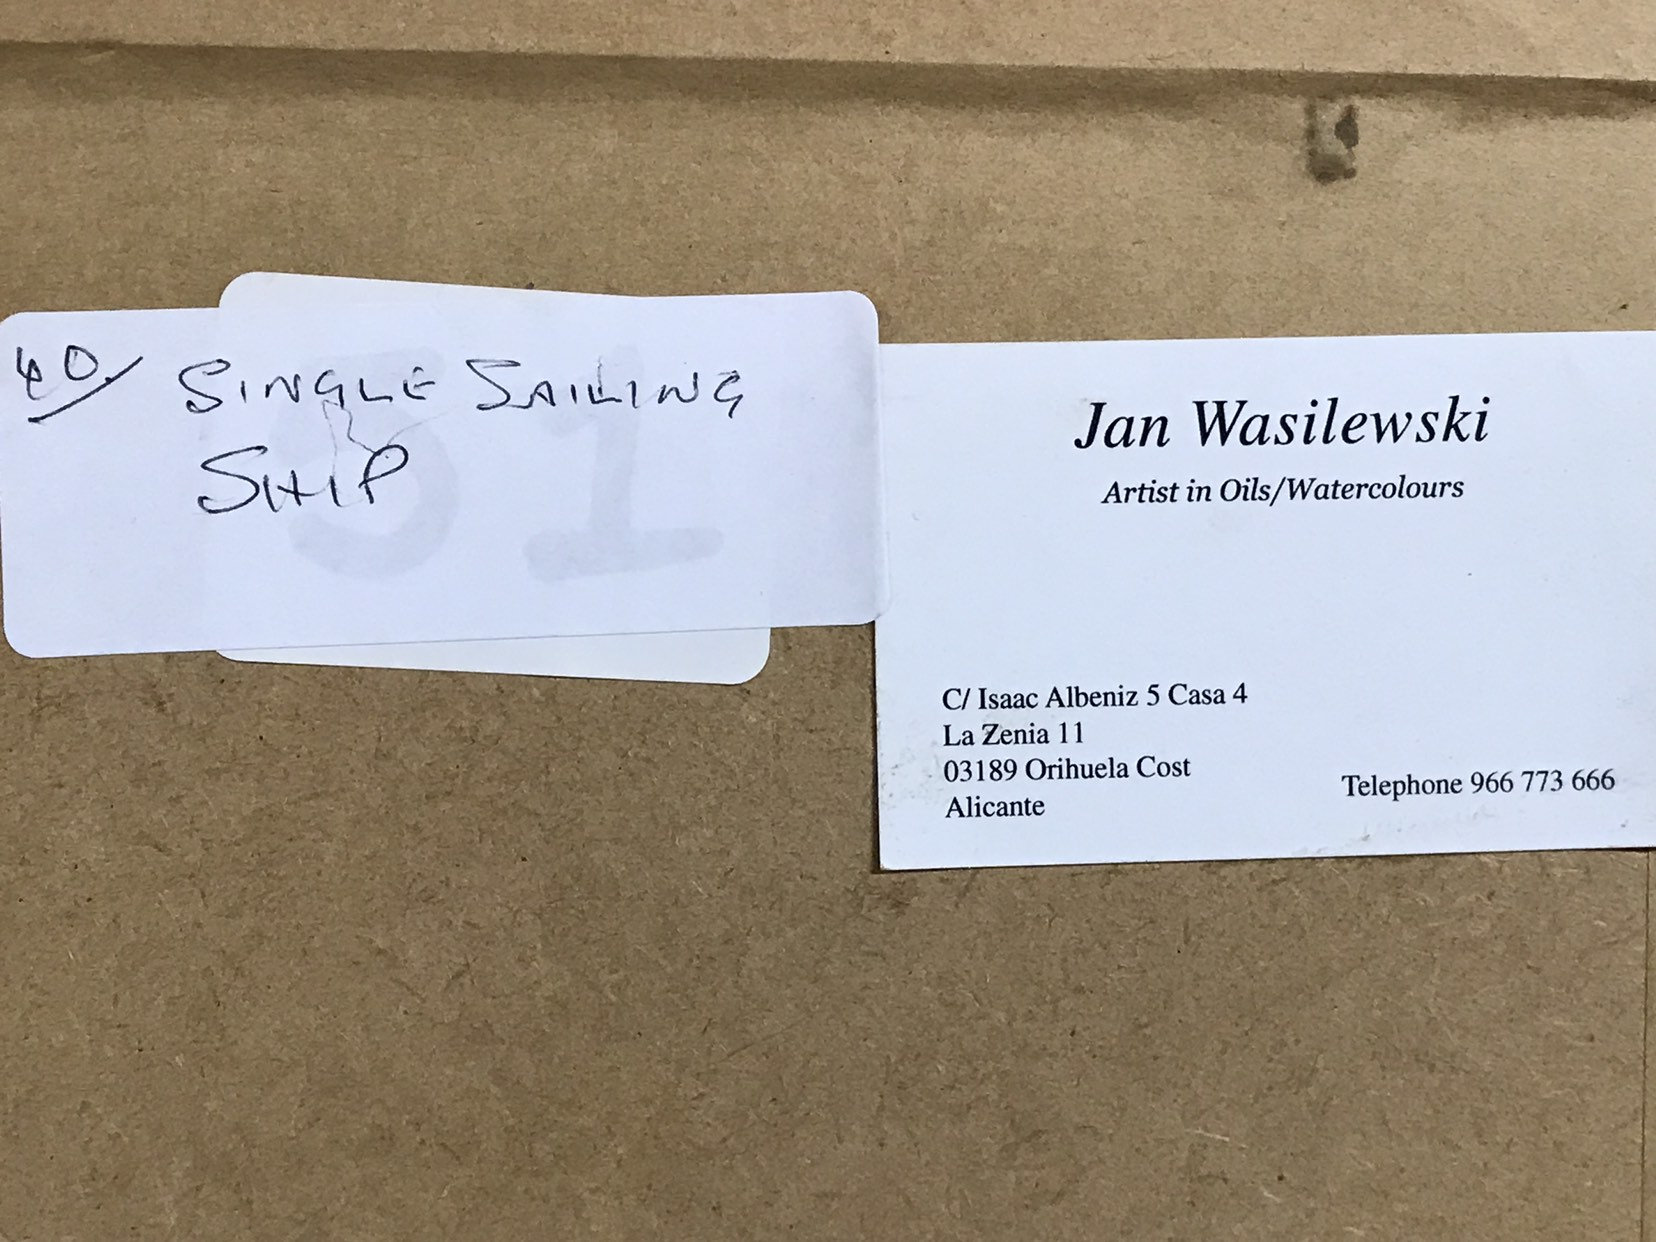 40/ SINGLE SAILING
SHIP
51
Jan Wasilewski
Artist in Oils/Watercolours
C/ Isaac Albeniz 5 Casa 4
La Zenia 11
03189 Orihuela Cost
Alicante
Telephone 966 773 666